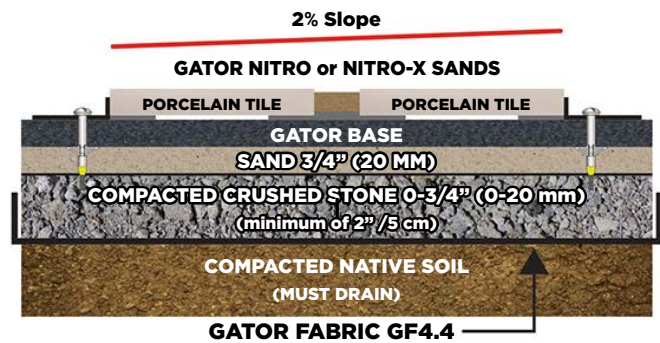 2% Slope
GATOR NITRO or NITRO-X SANDS
PORCELAIN TILE PORCELAIN TILE
GATOR BASE
SAND 3/4” (20 MM)
COMPACTED CRUSHED STONE 0-3/4” (0-20 mm)
(minimum of 2” /5 cm)
COMPACTED NATIVE SOIL
(MUST DRAIN)
GATOR FABRIC GF4.4